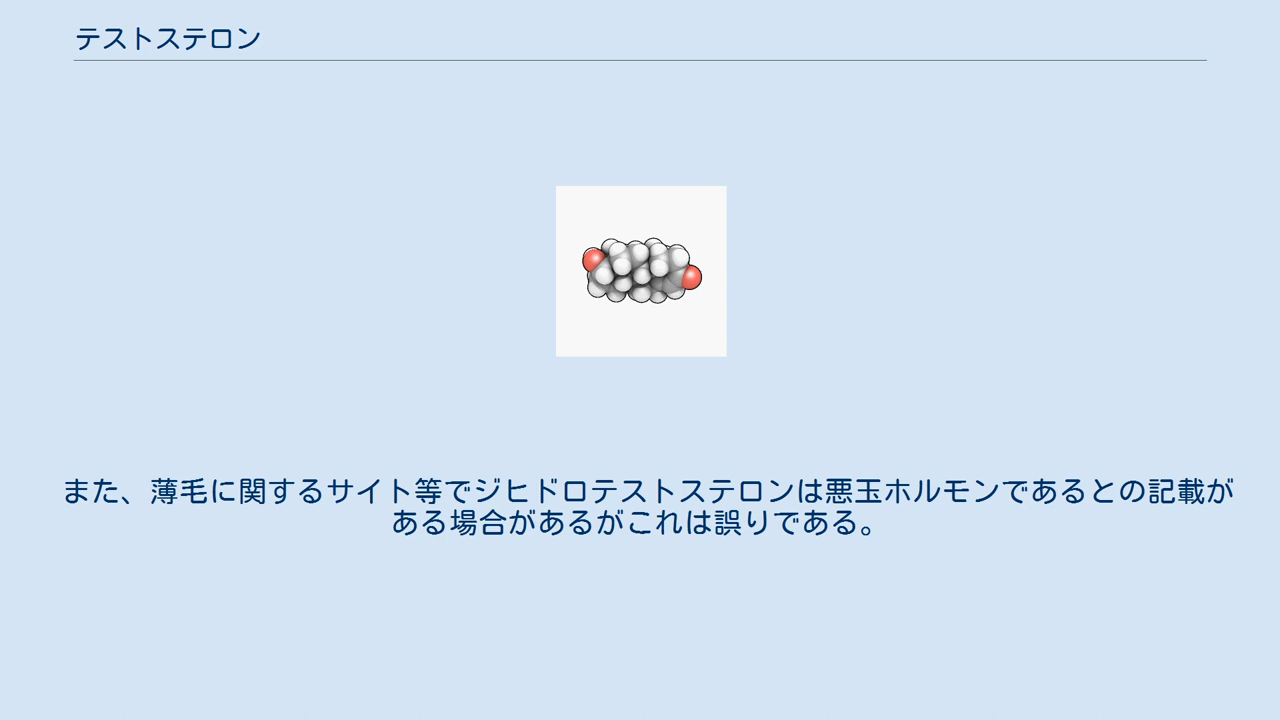 テストステロン
また、薄毛に関するサイト等でジヒドロテストステロンは悪玉ホルモンであるとの記載が
ある場合があるがこれは誤りである。